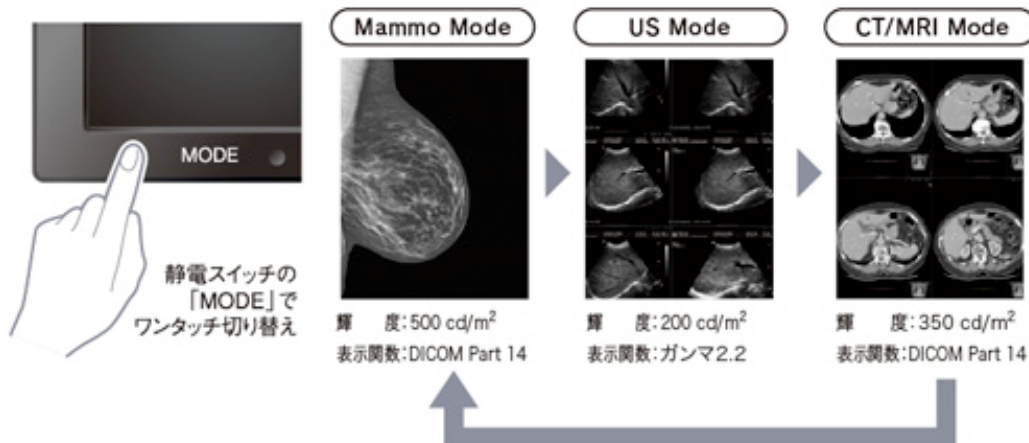 MODE
静電スイッチの
「MODE」で
ワンタッチ切り替え
Mammo Mode
輝　度:500 cd/m²
表示関数:DICOM Part 14
US Mode
輝　度:200 cd/m²
表示関数:ガンマ2.2
CT/MRI Mode
輝　度:350 cd/m²
表示関数:DICOM Part 14